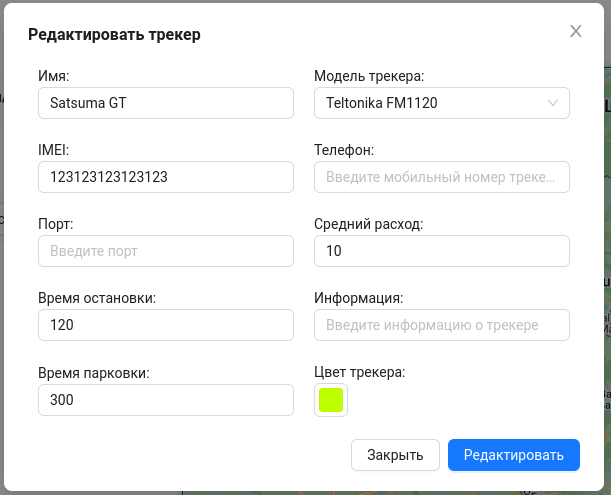 Редактировать трекер
Имя:
Satsuma GT
Модель трекера:
Teltonika FM1120
IMEI:
123123123123123
Телефон:
Введите мобильный номер треке...
Порт:
Введите порт
Средний расход:
10
Время остановки:
120
Информация:
Введите информацию о трекере
Время парковки:
300
Цвет трекера:
Закрыть
Редактировать